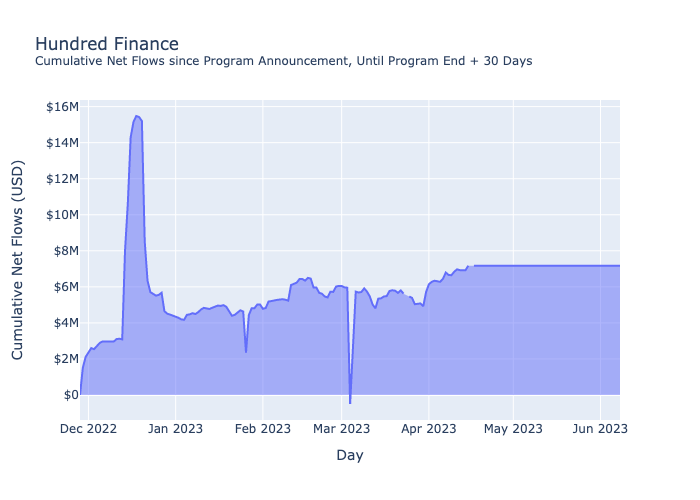 Hundred Finance
Cumulative Net Flows since Program Announcement, Until Program End + 30 Days
Cumulative Net Flows (USD)
$16M
$14M
$12M
$10M
$8M
$6M
$4M
$2M
$0
Dec 2022 Jan 2023 Feb 2023 Mar 2023 Apr 2023 May 2023 Jun 2023
Day